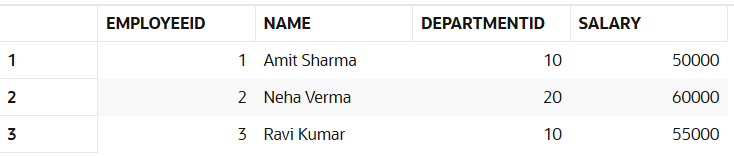 EMPLOYEEID NAME DEPARTMENTID SALARY
1 1 Amit Sharma 10 50000
2 2 Neha Verma 20 60000
3 3 Ravi Kumar 10 55000